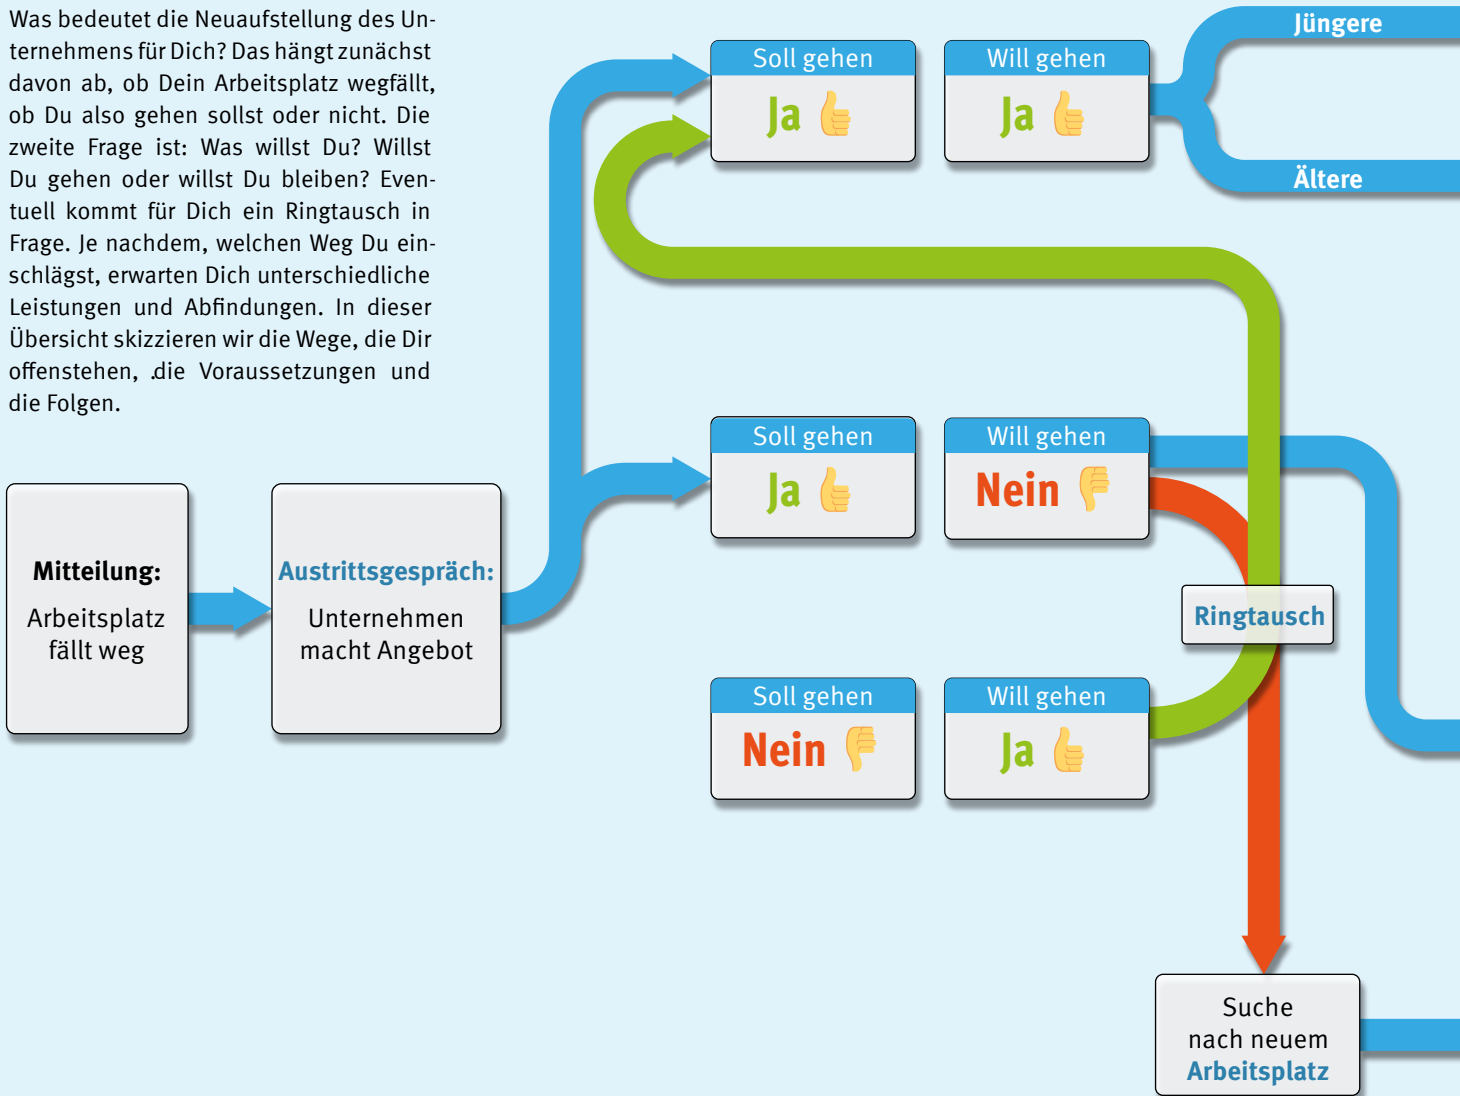 Was bedeutet die Neuaufstellung des Un-
ternehmens für Dich? Das hängt zunächst
davon ab, ob Dein Arbeitsplatz wegfällt,
ob Du also gehen sollst oder nicht. Die
zweite Frage ist: Was willst Du? Willst
Du gehen oder willst Du bleiben? Even-
tuell kommt für Dich ein Ringtausch in
Frage. Je nachdem, welchen Weg Du ein-
schlägst, erwarten Dich unterschiedliche
Leistungen und Abfindungen. In dieser
Übersicht skizzieren wir die Wege, die Dir
offenstehen, .die Voraussetzungen und
die Folgen.
Mitteilung:
Arbeitsplatz
fällt weg
Austrittsgespräch:
Unternehmen
macht Angebot
Soll gehen
Ja
Will gehen
Ja
Jüngere
Ältere
Soll gehen
Ja
Will gehen
Nein
Ringtausch
Soll gehen
Nein
Will gehen
Ja
Suche
nach neuem
Arbeitsplatz